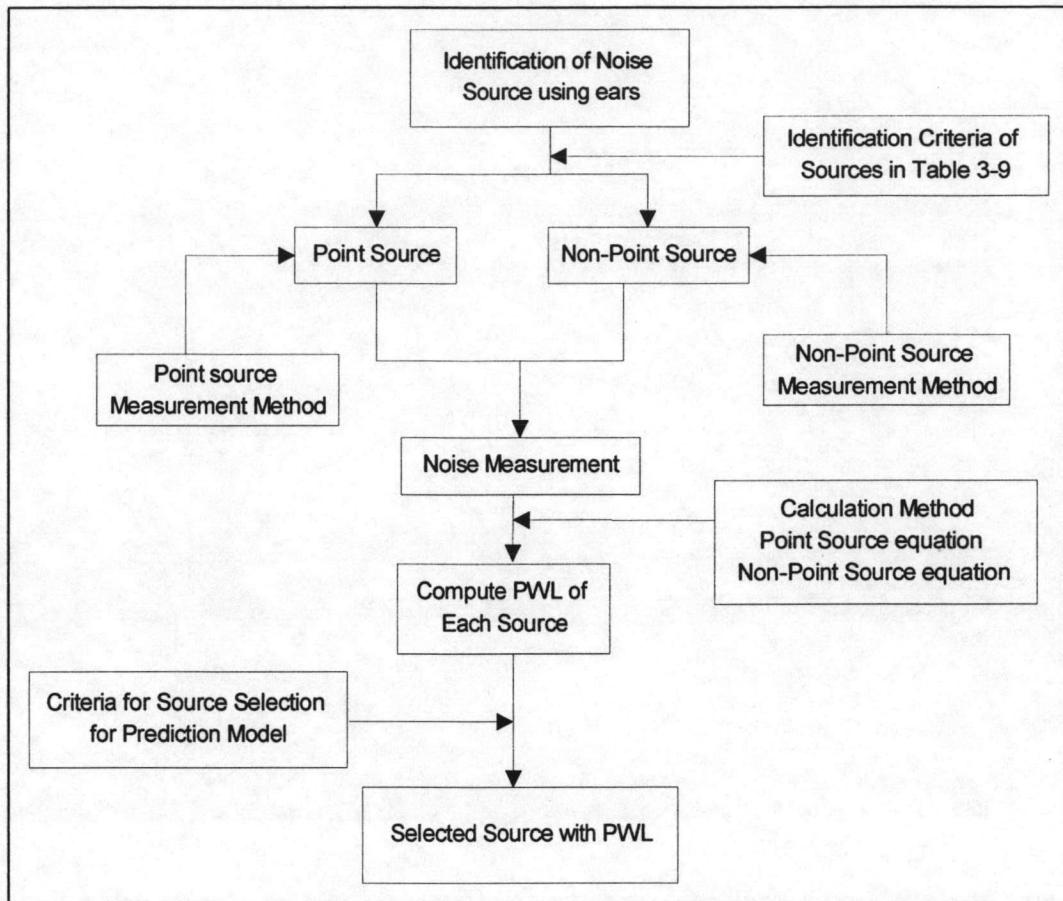 Identification of Noise
Source using ears
Identification Criteria of
Sources in Table 3-9
Point Source
Non-Point Source
Point source
Measurement Method
Non-Point Source
Measurement Method
Noise Measurement
Calculation Method
Point Source equation
Non-Point Source equation
Compute PWL of
Each Source
Criteria for Source Selection
for Prediction Model
Selected Source with PWL